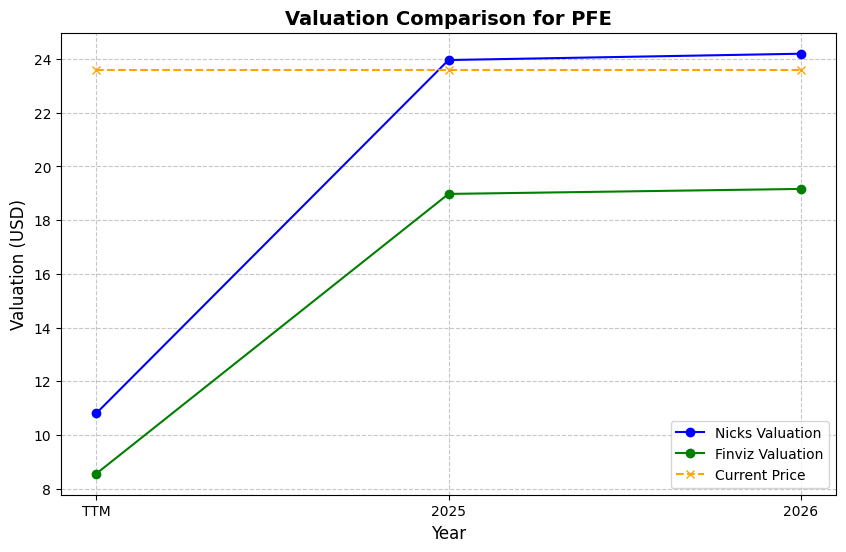 Valuation Comparison for PFE
Valuation (USD)
24
22
20
18
16
14
12
10
8
TTM
2025
2026
Year
Nicks Valuation
Finviz Valuation
Current Price